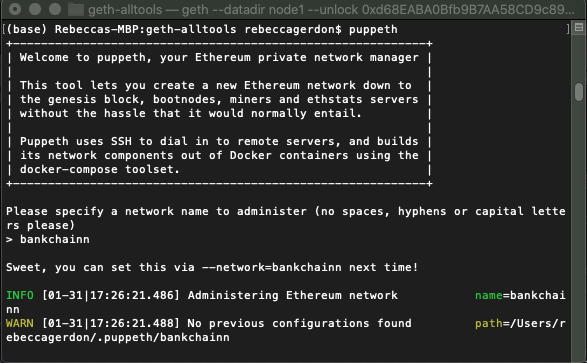 geth-alltools — geth --datadir node1 --unlock 0xd68EABA0Bfb9B7AA58CD9c89...
[(base) Rebeccas-MBP:geth-alltools rebeccagerdon$ puppeth ]
+-----------------------------------------------------------+
| Welcome to puppeth, your Ethereum private network manager |
| |
| This tool lets you create a new Ethereum network down to |
| the genesis block, bootnodes, miners and ethstats servers |
| without the hassle that it would normally entail. |
| |
| Puppeth uses SSH to dial in to remote servers, and builds |
| its network components out of Docker containers using the |
| docker-compose toolset. |
+-----------------------------------------------------------+
Please specify a network name to administer (no spaces, hyphens or capital lette
rs please)
> bankchainn
Sweet, you can set this via --network=bankchainn next time!
INFO [01-31|17:26:21.486] Administering Ethereum network name=bankchai
nn
WARN [01-31|17:26:21.488] No previous configurations found path=/Users/r
ebeccagerdon/.puppeth/bankchainn